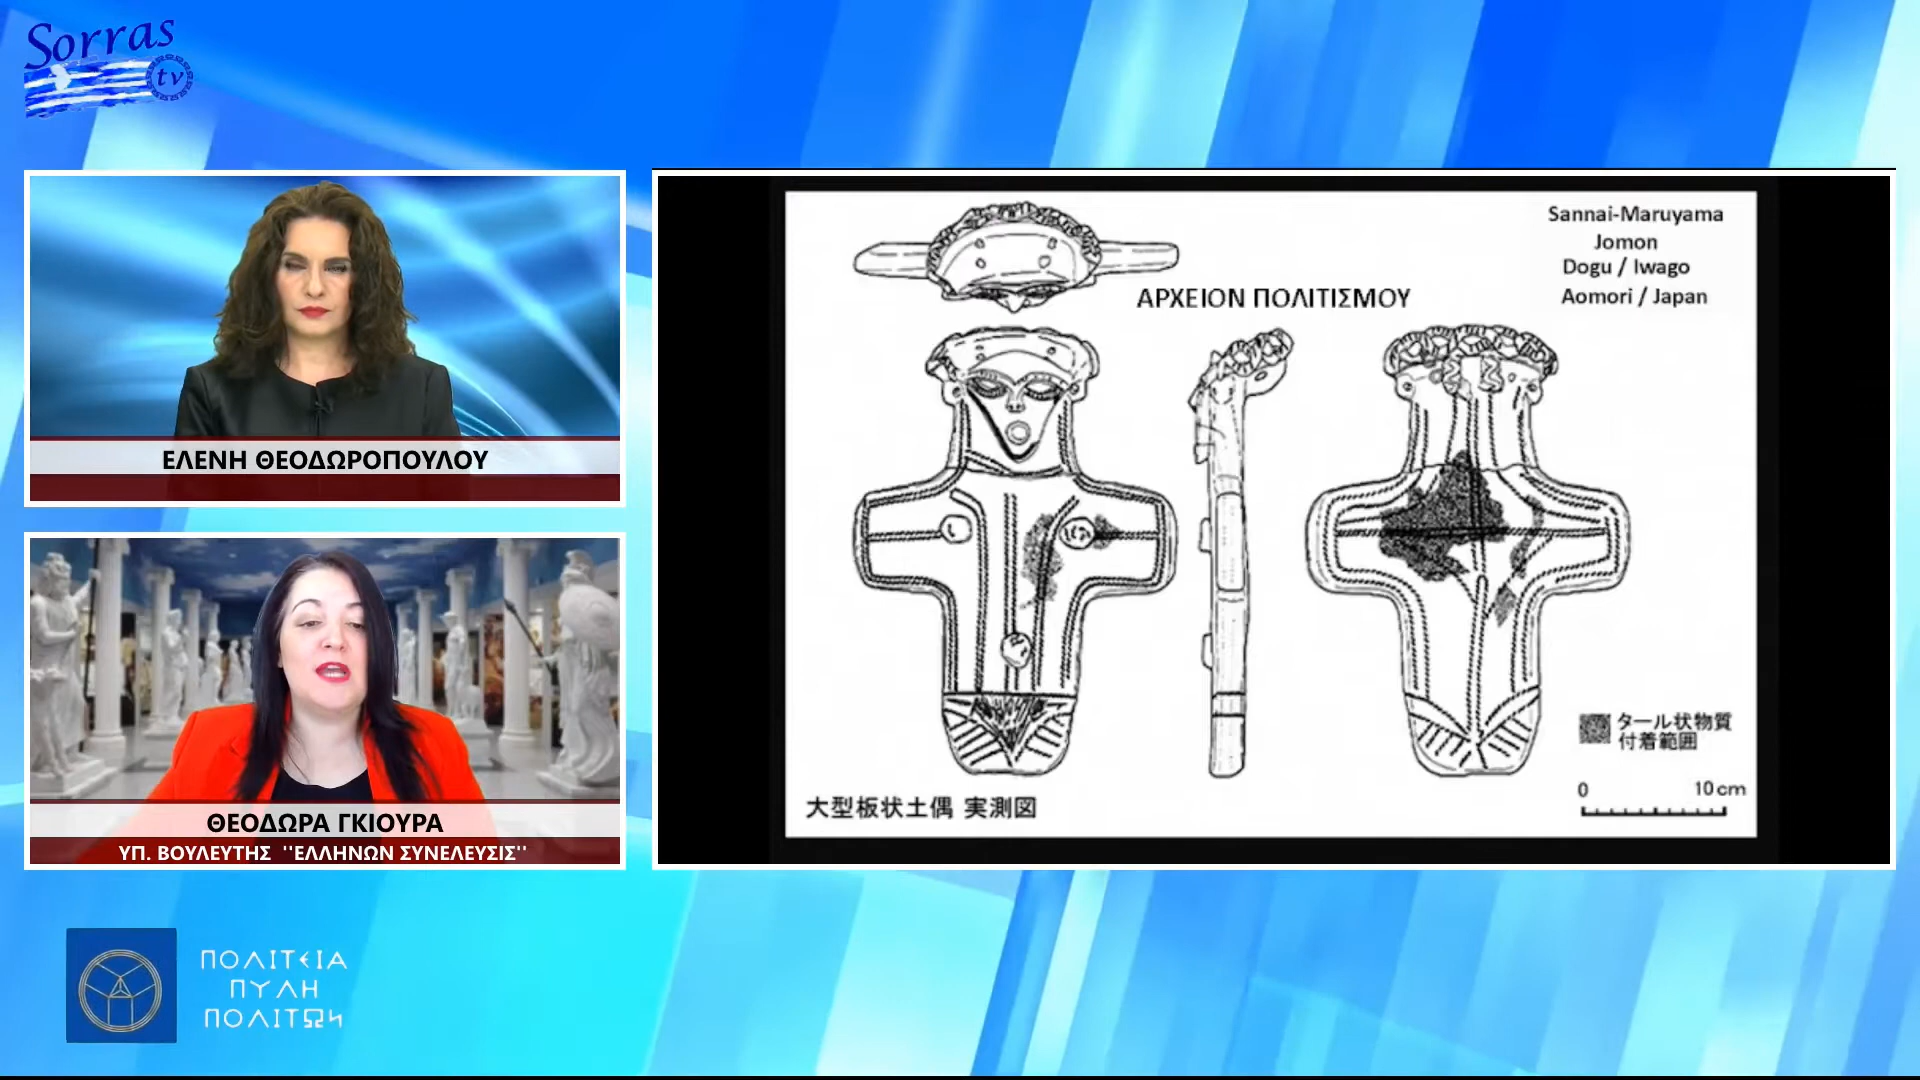 Sorras
tv
ΕΛΕΝΗ ΘΕΟΔΩΡΟΠΟΥΛΟΥ
ΘΕΟΔΩΡΑ ΓΚΙΟΥΡΑ
ΥΠ. ΒΟΥΛΕΥΤΗΣ ''ΕΛΛΗΝΩΝ ΣΥΝΕΛΕΥΣΙΣ''
Sannai-Maruyama
Jomon
Dogu / Iwago
Aomori / Japan
ΑΡΧΕΙΟΝ ΠΟΛΙΤΙΣΜΟΥ
タール状物質
付着範囲
0 10cm
大型板状土偶 実測図
ΠΟΛΙΤΕΙΑ
ΠΥΛΗ
ΠΟΛΙΤΩΝ